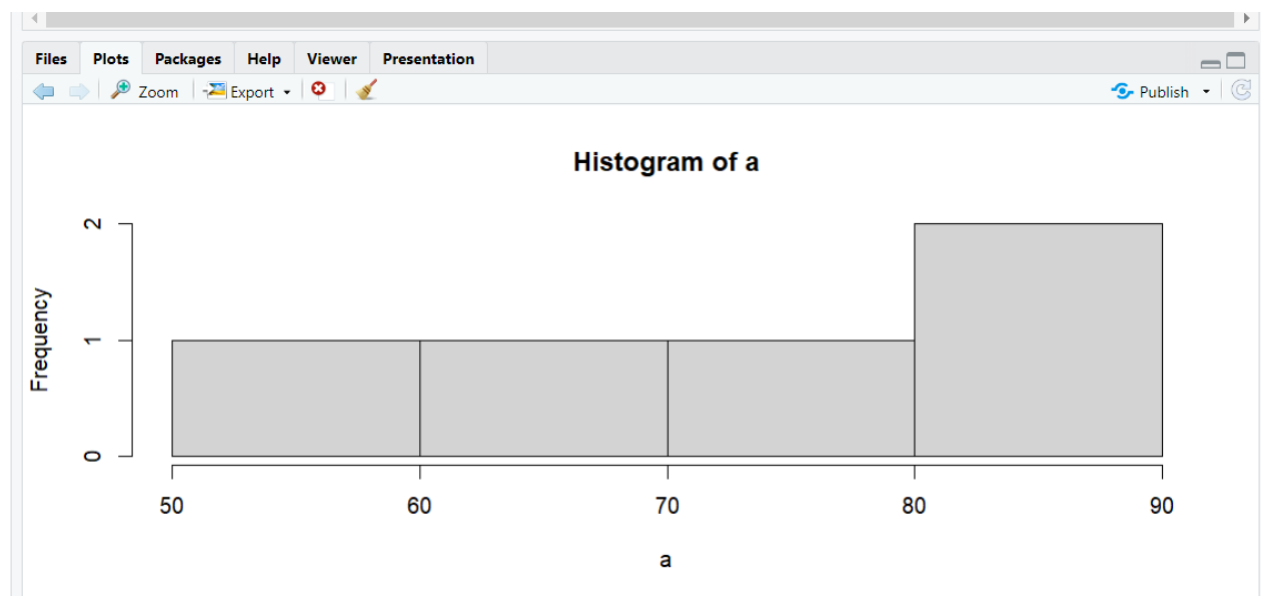 Files Plots Packages Help Viewer Presentation
Zoom Export Publish
Histogram of a
Frequency
2
1
0
50 60 70 80 90
a